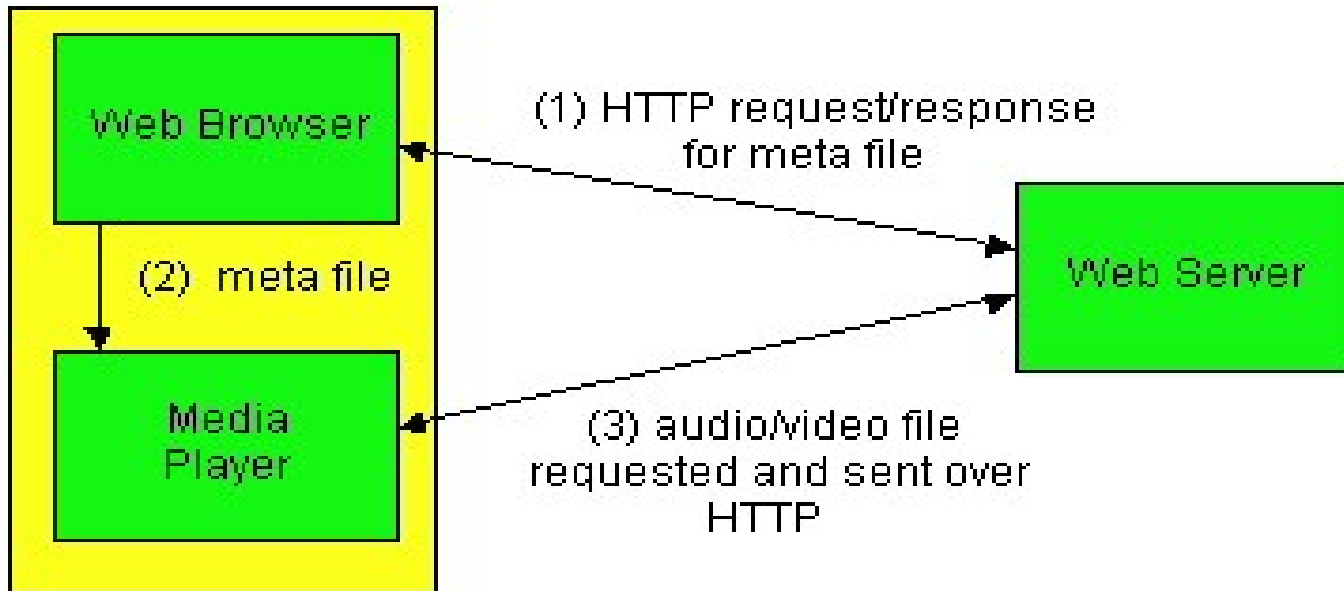 Web Browser
(1) HTTP request/response
for meta file
Web Server
(2) meta file
Media
Player
(3) audio/video file
requested and sent over
HTTP